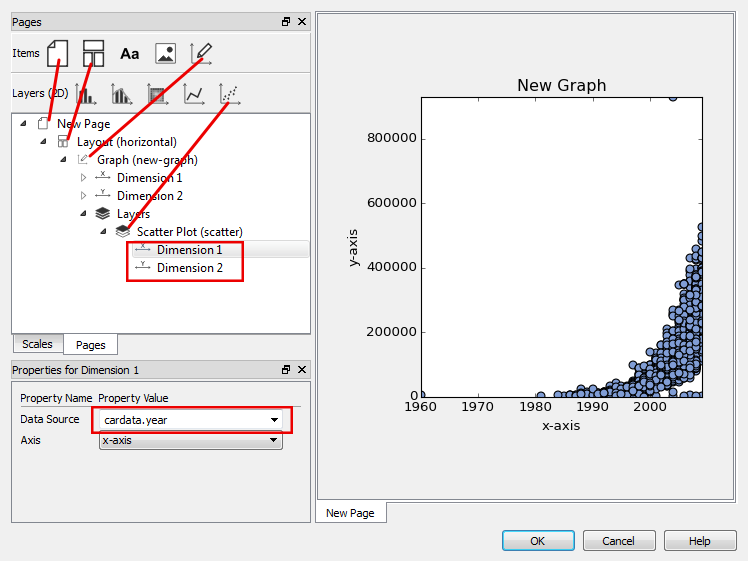 Pages
Items
Aa
Layers (2D)
New Page
Layout (horizontal)
Graph (new-graph)
X Dimension 1
Y Dimension 2
Layers
Scatter Plot (scatter)
X Dimension 1
Y Dimension 2
Scales Pages
Properties for Dimension 1
Property Name Property Value
Data Source cardata.year
Axis x-axis
New Graph
800000
600000
400000
200000
0
y-axis
1960 1970 1980 1990 2000
x-axis
New Page
OK Cancel Help